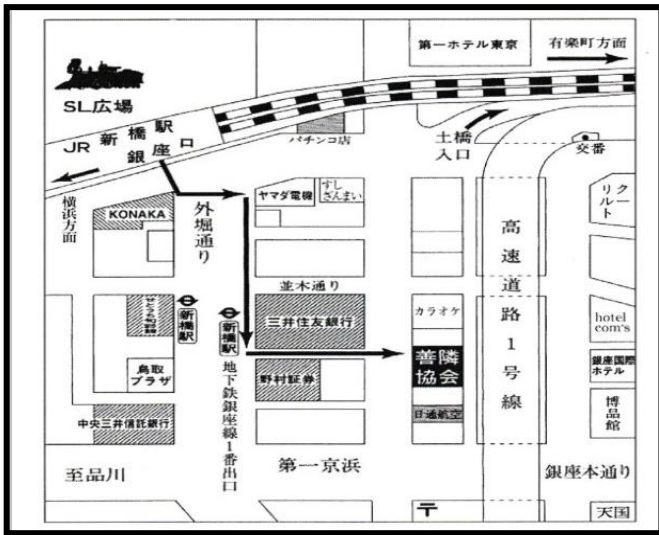 第一ホテル東京
有楽町方面
SL広場
JR 新橋駅
銀座口
パチンコ店
土橋
入口
交番
横浜方面
KONAKA
外堀通り
ヤマダ電機
すし
ざんまい
高速道路1号線
リクルート
並木通り
新橋駅
新橋駅
三井住友銀行
カラオケ
hotel
com's
鳥取
プラザ
地下鉄銀座線1番出口
野村証券
善隣
協会
銀座国際
ホテル
中央三井信託銀行
日通航空
博品館
至品川
第一京浜
銀座本通り
〒
天国